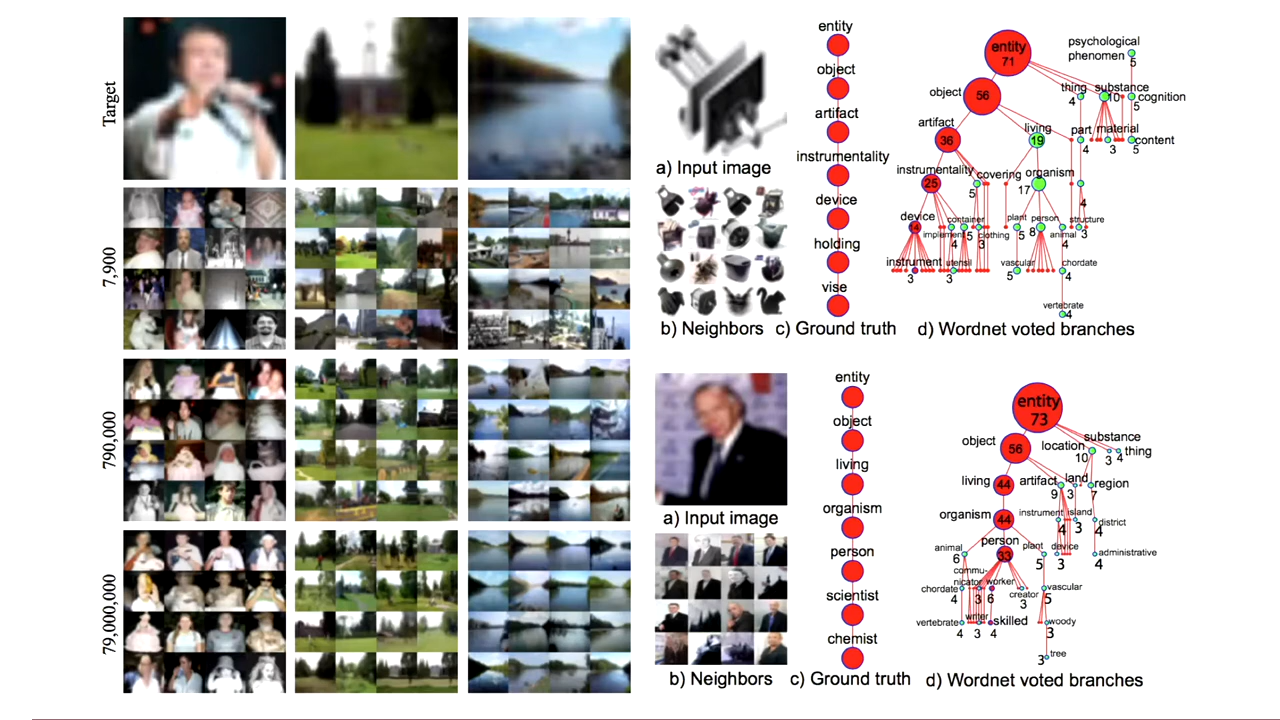 Target
7,900
790,000
79,000,000
a) Input image
b) Neighbors
entity
object
artifact
instrumentality
device
holding
vise
c) Ground truth
entity
71
psychological
phenomen
5
object
56
thing
4
substance
10
cognition
5
artifact
36
living
19
part
4
material
3
content
5
instrumentality
25
covering
5
organism
17
4
device
14
implement
4
container
5
clothing
3
plant
5
person
8
animal
4
structure
3
instrument
3
utensil
3
vascular
5
chordate
4
vertebrate
4
d) Wordnet voted branches
a) Input image
b) Neighbors
entity
object
living
organism
person
scientist
chemist
c) Ground truth
entity
73
object
56
location
10
substance
3
thing
4
living
44
artifact
9
land
3
region
7
organism
44
instrument
4
island
3
district
4
animal
6
person
33
plant
5
device
3
administrative
4
chordate
4
commu-
nicator
3
worker
6
creator
3
vascular
5
vertebrate
4
writer
3
skilled
4
woody
3
tree
3
d) Wordnet voted branches